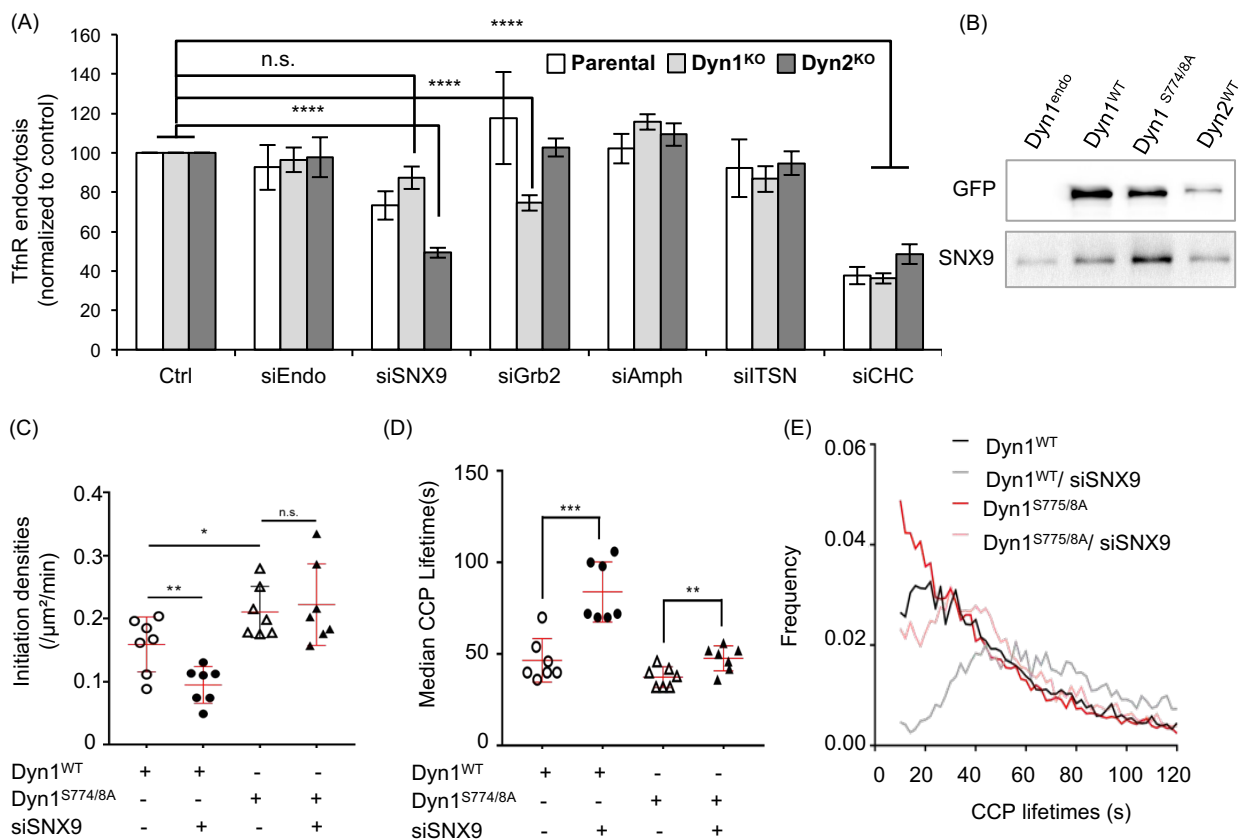 (A)
160
140
120
100
80
60
40
20
0
TfnR endocytosis
(normalized to control)
****
n.s.
****
****
Parental Dyn1KO Dyn2KO
Ctrl siEndo siSNX9 siGrb2 siAmph siITSN siCHC
(B)
Dyn1endo Dyn1WT Dyn1 S774/8A Dyn2WT
GFP
SNX9
(C)
0.4
0.3
0.2
0.1
0
Initiation densities
(/µm²/min)
n.s.
*
**
Dyn1WT + + - -
Dyn1S774/8A - - + +
siSNX9 - + - +
(D)
150
100
50
0
Median CCP Lifetime(s)
***
**
+ + - -
- - + +
- + - +
(E)
0.06
0.04
0.02
0.00
Frequency
Dyn1WT
Dyn1WT/ siSNX9
Dyn1S775/8A
Dyn1S775/8A/ siSNX9
0 20 40 60 80 100 120
CCP lifetimes (s)